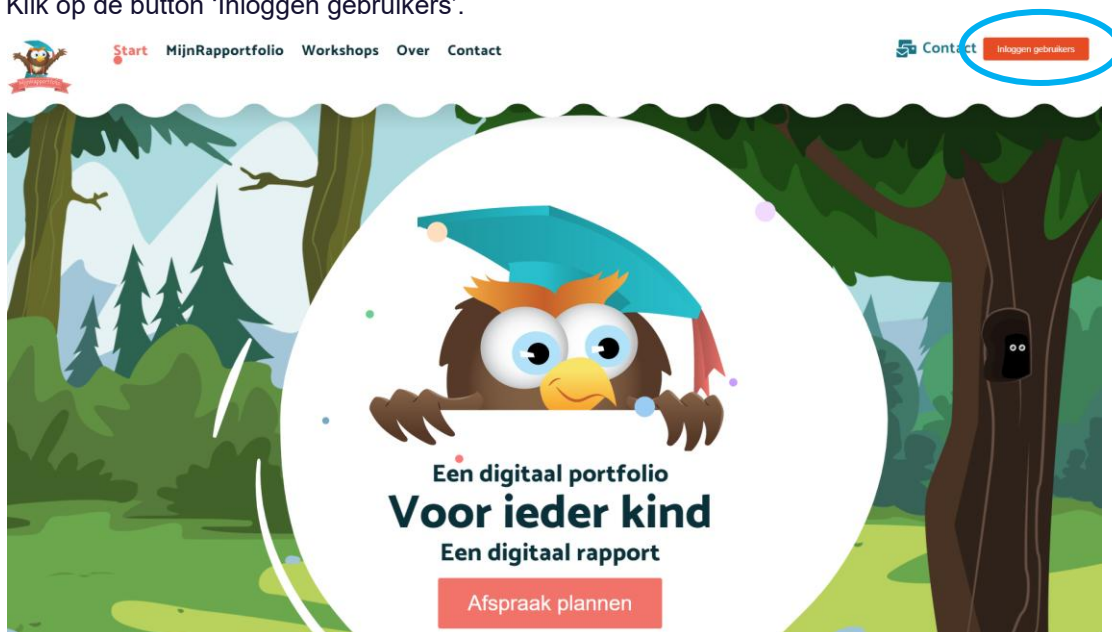 Klik op de button ‘Inloggen gebruikers’.
Start MijnRapportfolio Workshops Over Contact
Contact Inloggen gebruikers
Een digitaal portfolio
Voor ieder kind
Een digitaal rapport
Afspraak plannen